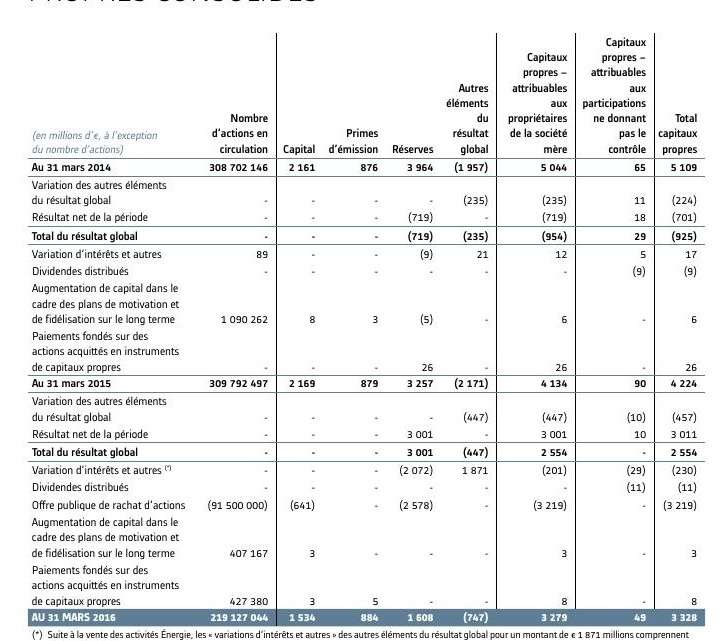 PROPRES CONSOLIDÉS
(en millions d’€, à l’exception
du nombre d’actions)
Nombre
d’actions en
circulation
Capital
Primes
d’émission
Réserves
Autres
éléments
du
résultat
global
Capitaux
propres –
attribuables
aux
propriétaires
de la société
mère
Capitaux
propres –
attribuables
aux
participations
ne donnant
pas le
contrôle
Total
capitaux
propres
Au 31 mars 2014 308 702 146 2 161 876 3 964 (1 957) 5 044 65 5 109
Variation des autres éléments
du résultat global - - - - (235) (235) 11 (224)
Résultat net de la période - - - (719) - (719) 18 (701)
Total du résultat global - - - (719) (235) (954) 29 (925)
Variation d’intérêts et autres 89 - - (9) 21 12 5 17
Dividendes distribués - - - - - - (9) (9)
Augmentation de capital dans le
cadre des plans de motivation et
de fidélisation sur le long terme 1 090 262 8 3 (5) - 6 - 6
Paiements fondés sur des
actions acquittés en instruments
de capitaux propres - - - 26 - 26 - 26
Au 31 mars 2015 309 792 497 2 169 879 3 257 (2 171) 4 134 90 4 224
Variation des autres éléments
du résultat global - - - - (447) (447) (10) (457)
Résultat net de la période - - - 3 001 - 3 001 10 3 011
Total du résultat global - - - 3 001 (447) 2 554 - 2 554
Variation d’intérêts et autres (*) - - - (2 072) 1 871 (201) (29) (230)
Dividendes distribués - - - - - - (11) (11)
Offre publique de rachat d’actions (91 500 000) (641) - (2 578) - (3 219) - (3 219)
Augmentation de capital dans le
cadre des plans de motivation et
de fidélisation sur le long terme 407 167 3 - - - 3 - 3
Paiements fondés sur des
actions acquittés en instruments
de capitaux propres 427 380 3 5 - - 8 - 8
AU 31 MARS 2016 219 127 044 1 534 884 1 608 (747) 3 279 49 3 328
(*) Suite à la vente des activités Énergie, les « variations d’intérêts et autres » des autres éléments du résultat global pour un montant de € 1 871 millions comprennent